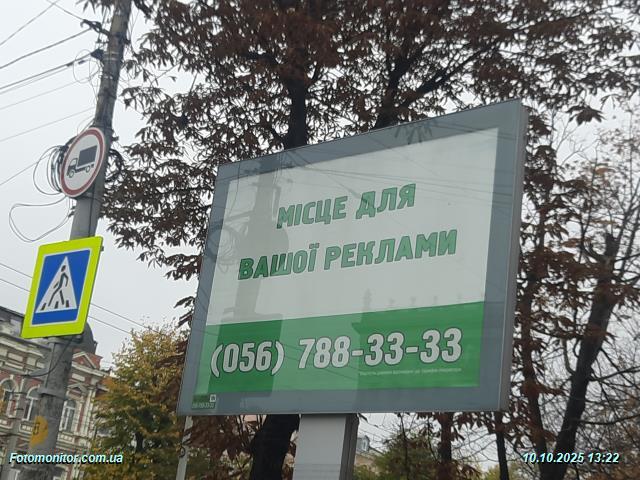 МІСЦЕ ДЛЯ
ВАШОЇ РЕКЛАМИ
(056) 788-33-33
Fotomonitor.com.ua
10.10.2025 13:22